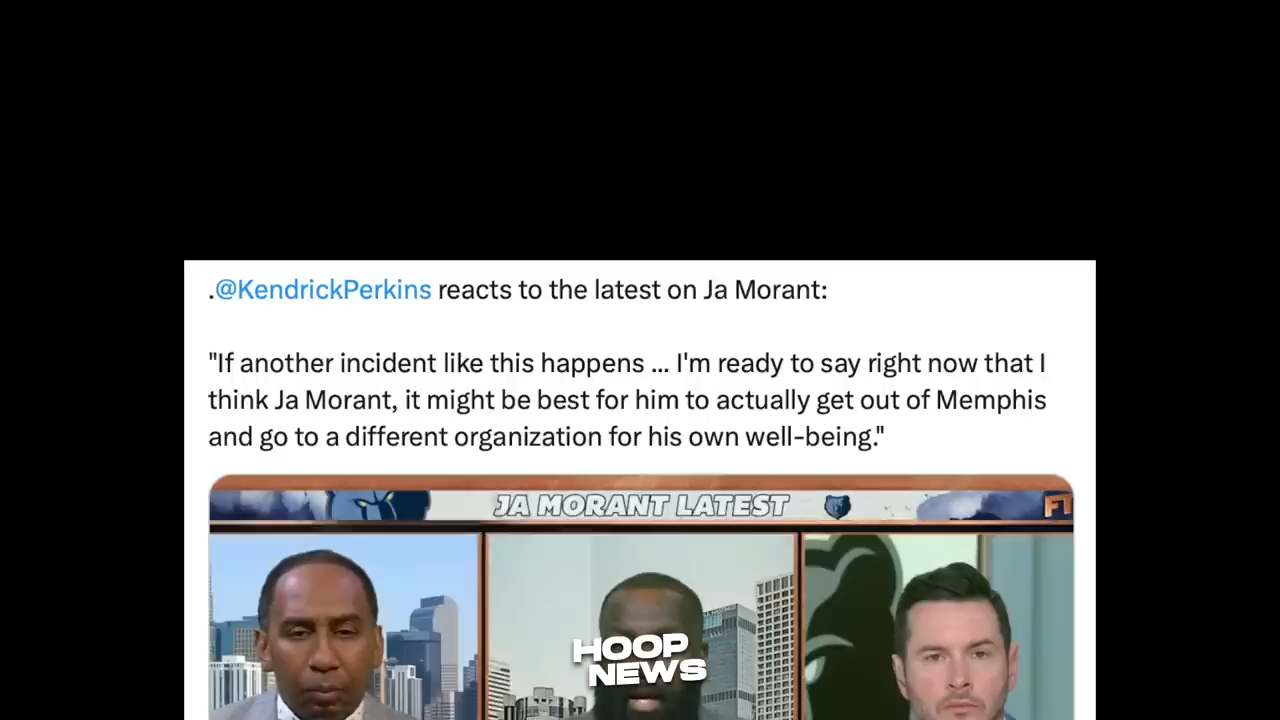 .@KendrickPerkins reacts to the latest on Ja Morant:
"If another incident like this happens ... I'm ready to say right now that I
think Ja Morant, it might be best for him to actually get out of Memphis
and go to a different organization for his own well-being."
JA MORANT LATEST
FT
HOOP
NEWS